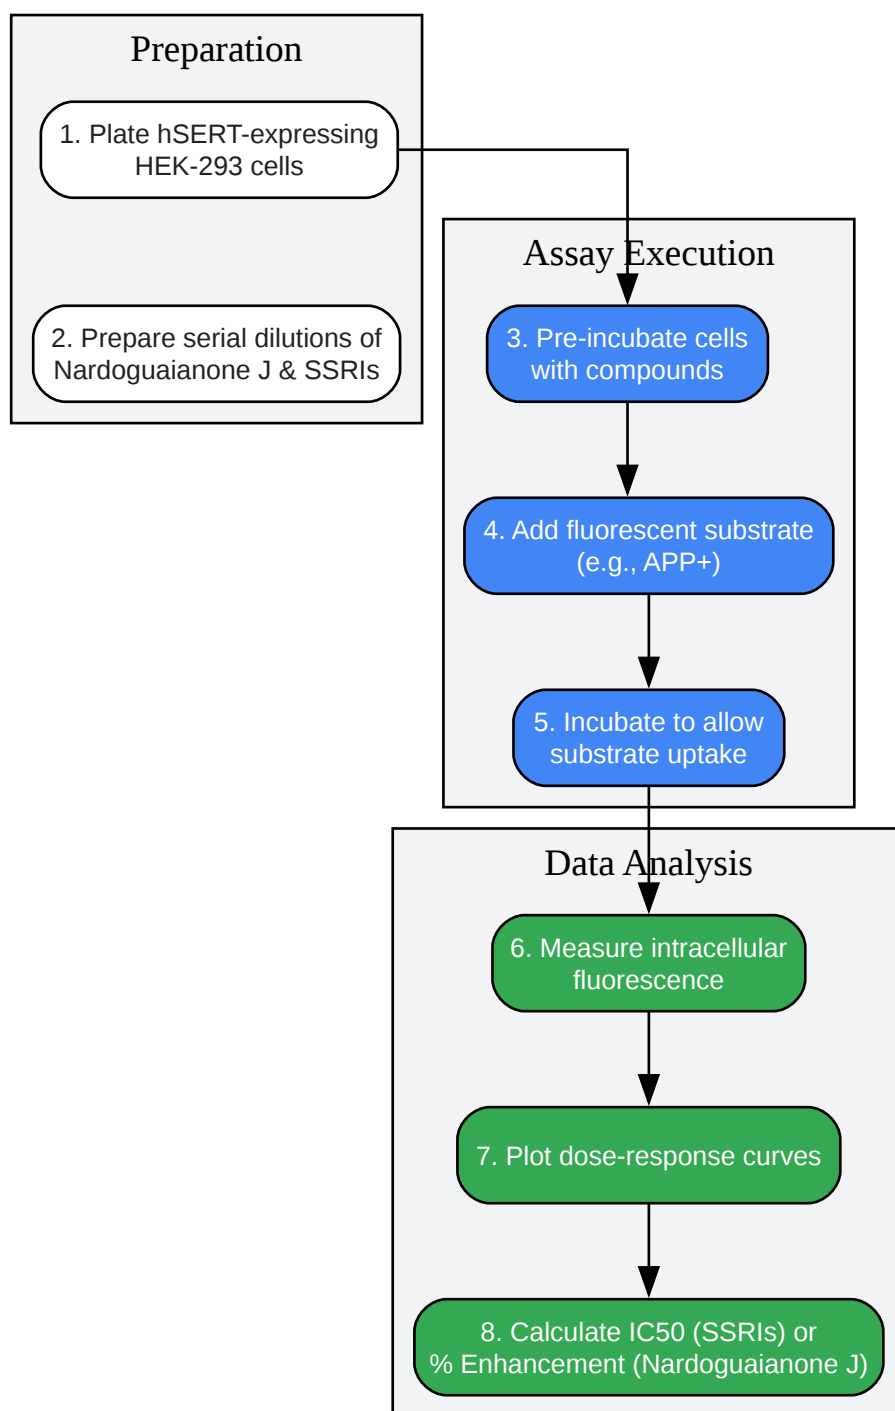 Preparation
1. Plate hSERT-expressing
HEK-293 cells
2. Prepare serial dilutions of
Nardoguaianone J & SSRIs
Assay Execution
3. Pre-incubate cells
with compounds
4. Add fluorescent substrate
(e.g., APP+)
5. Incubate to allow
substrate uptake
Data Analysis
6. Measure intracellular
fluorescence
7. Plot dose-response curves
8. Calculate IC50 (SSRIs) or
% Enhancement (Nardoguaianone J)